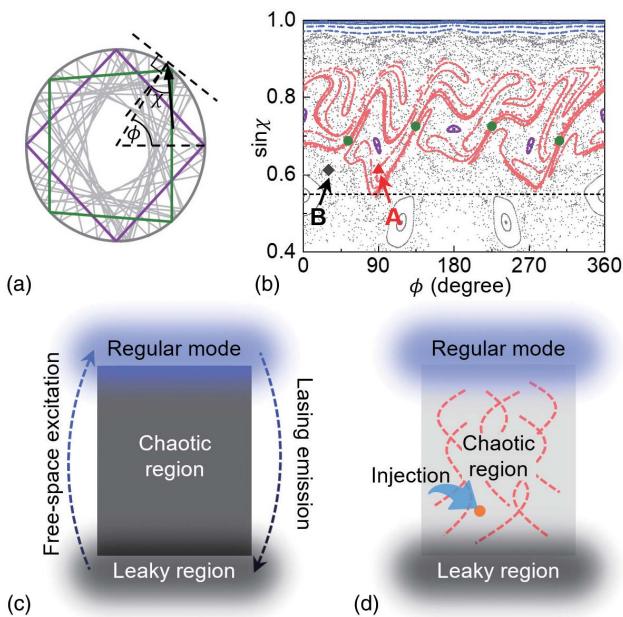 χ
ϕ
(a)
1.0
0.8
0.6
0.4
sinχ
B
A
0
90
180
270
360
ϕ (degree)
(b)
Regular mode
Free-space excitation
Chaotic
region
Lasing emission
Leaky region
(c)
Regular mode
Chaotic
region
Injection
Leaky region
(d)